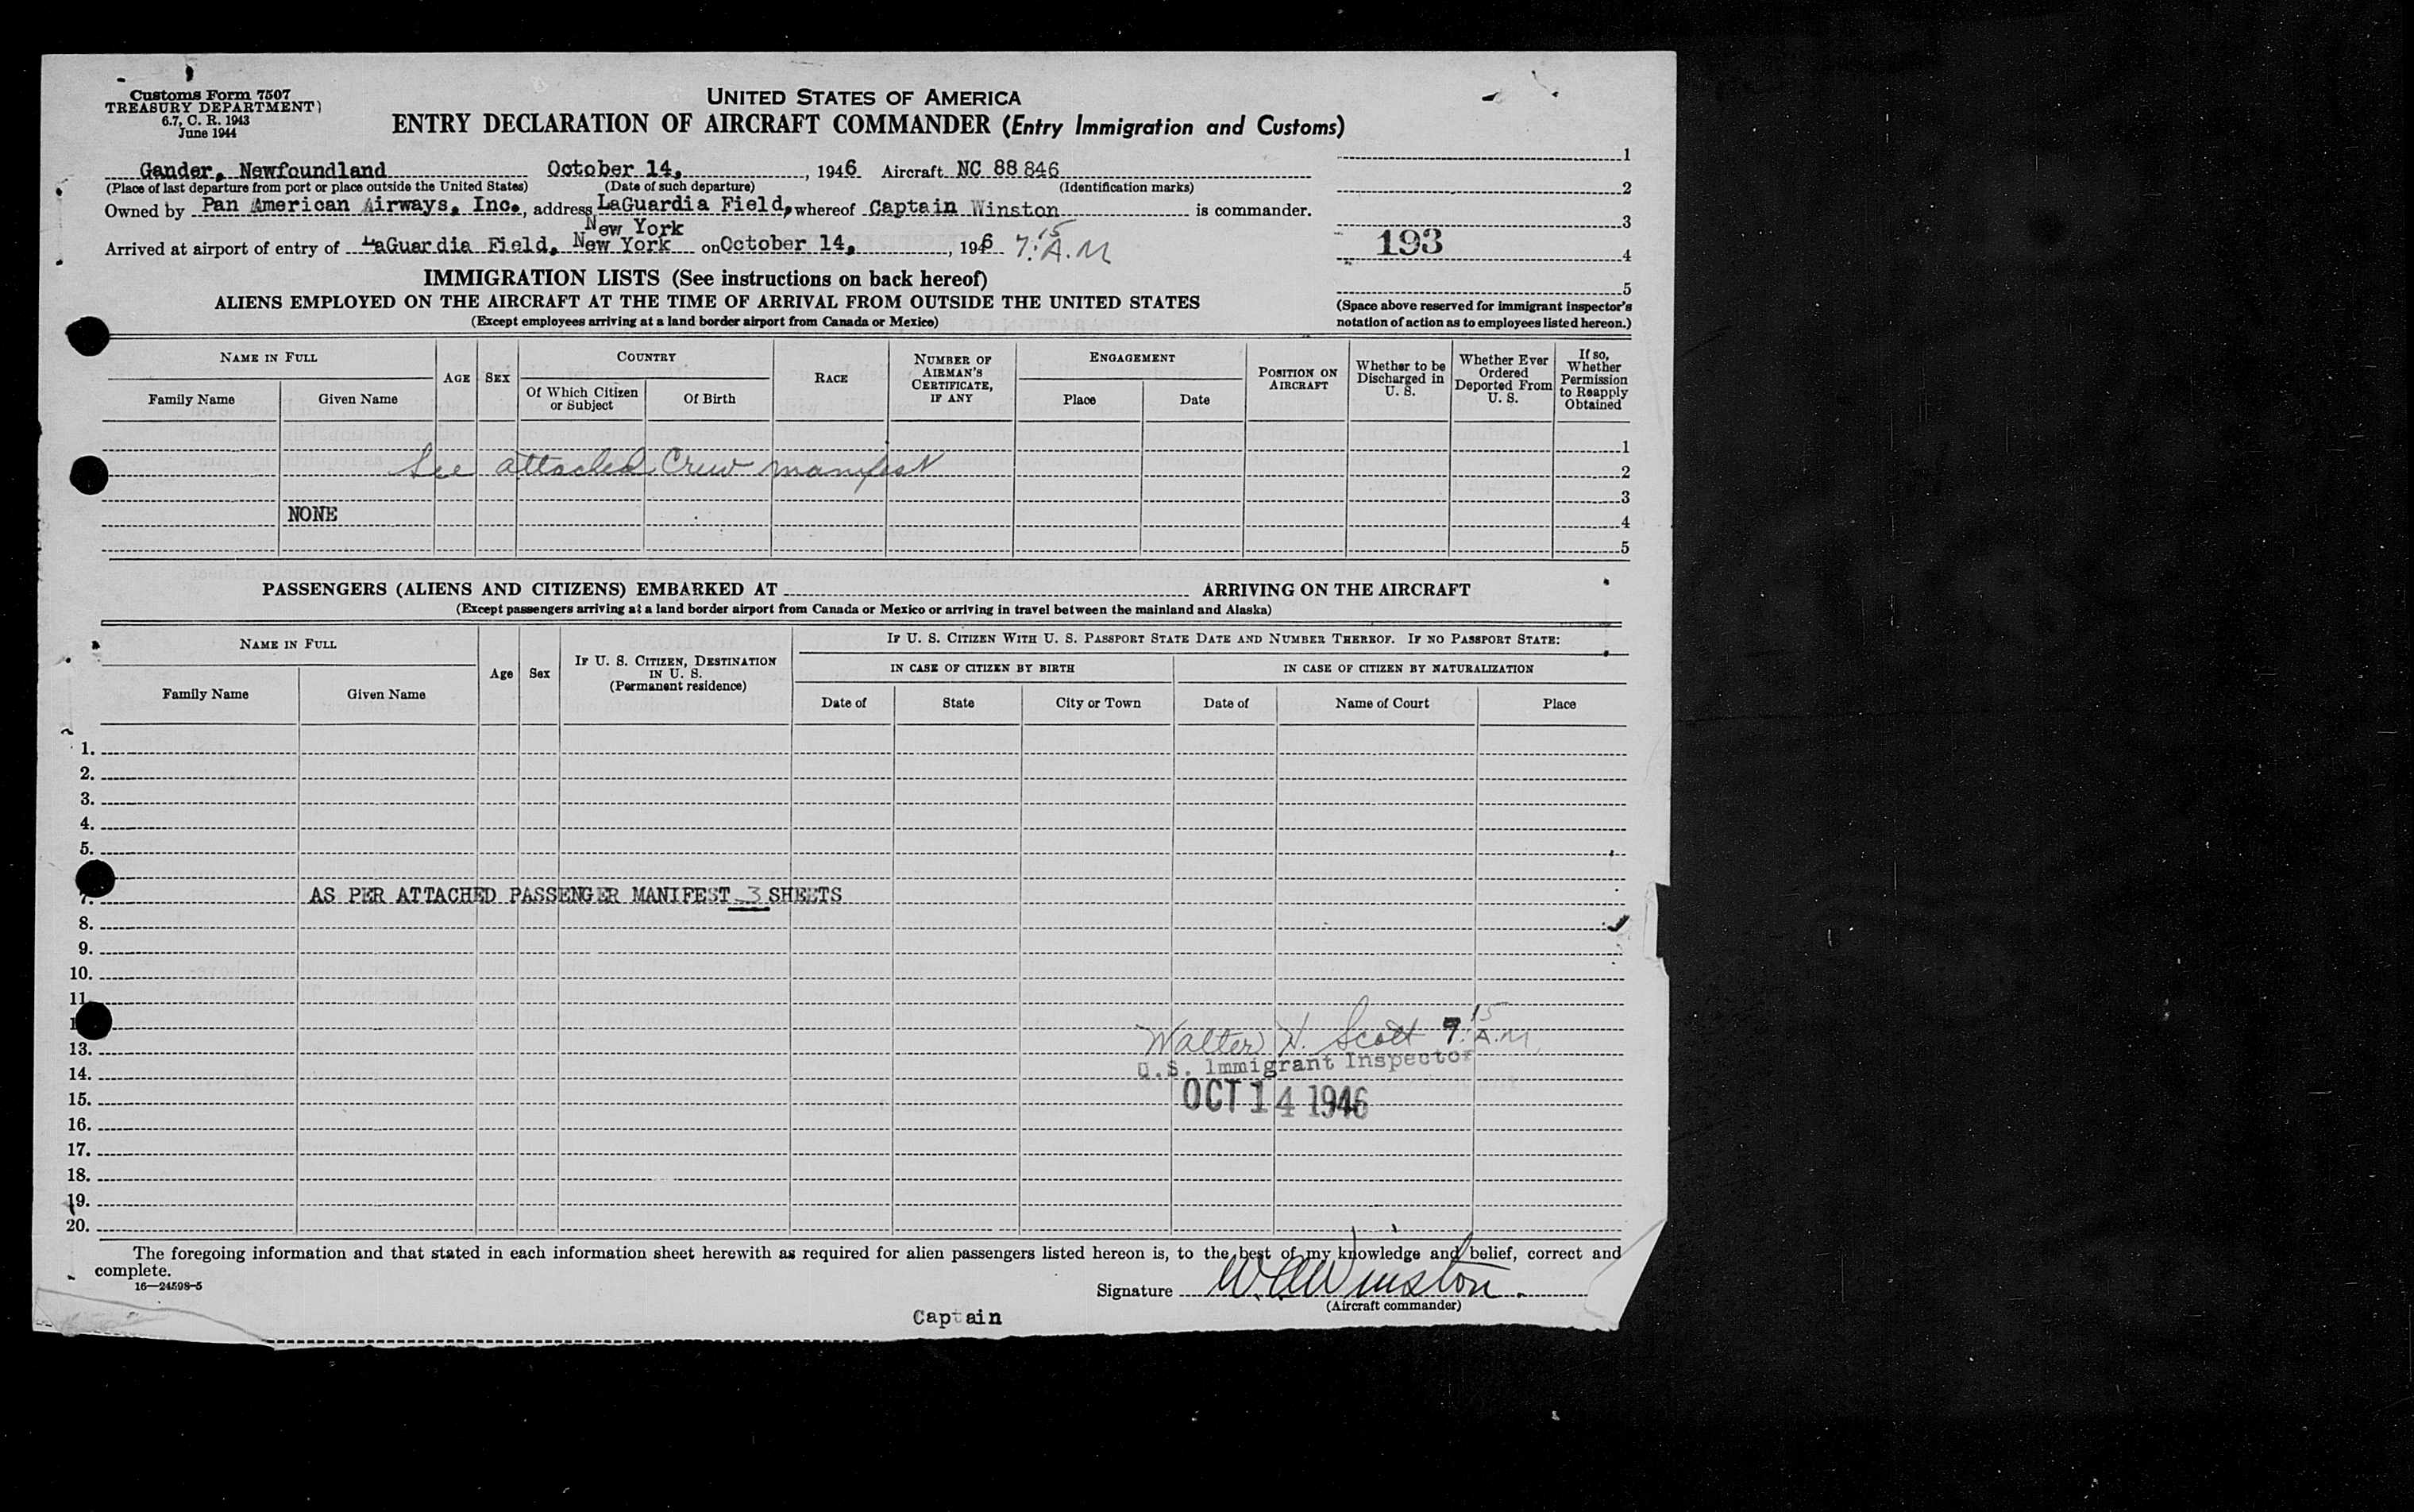 Customs Form 7507
TREASURY DEPARTMENT
6.7, C. R. 1943
June 1944
UNITED STATES OF AMERICA
ENTRY DECLARATION OF AIRCRAFT COMMANDER (Entry Immigration and Customs)
Gander, Newfoundland October 14, , 1946 Aircraft NC 88846
(Place of last departure from port or place outside the United States) (Date of such departure) (Identification marks)
Owned by Pan American Airways, Inc., address LaGuardia Field, whereof Captain Winston is commander.
New York
Arrived at airport of entry of LaGuardia Field, New York on October 14, , 1946 7:15 A.M
1
2
3
193
4
5
(Space above reserved for immigrant inspector's
notation of action as to employees listed hereon.)
IMMIGRATION LISTS (See instructions on back hereof)
ALIENS EMPLOYED ON THE AIRCRAFT AT THE TIME OF ARRIVAL FROM OUTSIDE THE UNITED STATES
(Except employees arriving at a land border airport from Canada or Mexico)
NAME IN FULL
Family Name Given Name
AGE SEX
COUNTRY
Of Which Citizen
or Subject
Of Birth
RACE
NUMBER OF
AIRMAN'S
CERTIFICATE,
IF ANY
ENGAGEMENT
Place Date
POSITION ON
AIRCRAFT
Whether to be
Discharged in
U. S.
Whether Ever
Ordered
Deported From
U. S.
If so,
Whether
Permission
to Reapply
Obtained
1
See attached Crew manifest 2
3
NONE 4
5
PASSENGERS (ALIENS AND CITIZENS) EMBARKED AT ARRIVING ON THE AIRCRAFT
(Except passengers arriving at a land border airport from Canada or Mexico or arriving in travel between the mainland and Alaska)
NAME IN FULL
Family Name Given Name
Age Sex
IF U. S. CITIZEN, DESTINATION
IN U. S.
(Permanent residence)
IF U. S. CITIZEN WITH U. S. PASSPORT STATE DATE AND NUMBER THEREOF. IF NO PASSPORT STATE:
IN CASE OF CITIZEN BY BIRTH IN CASE OF CITIZEN BY NATURALIZATION
Date of State City or Town Date of Name of Court Place
1.
2.
3.
4.
5.
7. AS PER ATTACHED PASSENGER MANIFEST 3 SHEETS
8.
9.
10.
11.
Walter H. Scott 7:15 A.M.
13.
U.S. Immigrant Inspector
14.
OCT 14 1946
15.
16.
17.
18.
19.
20.
The foregoing information and that stated in each information sheet herewith as required for alien passengers listed hereon is, to the best of my knowledge and belief, correct and
complete.
16—24598-5
Signature W.A. Winston
(Aircraft commander)
Captain